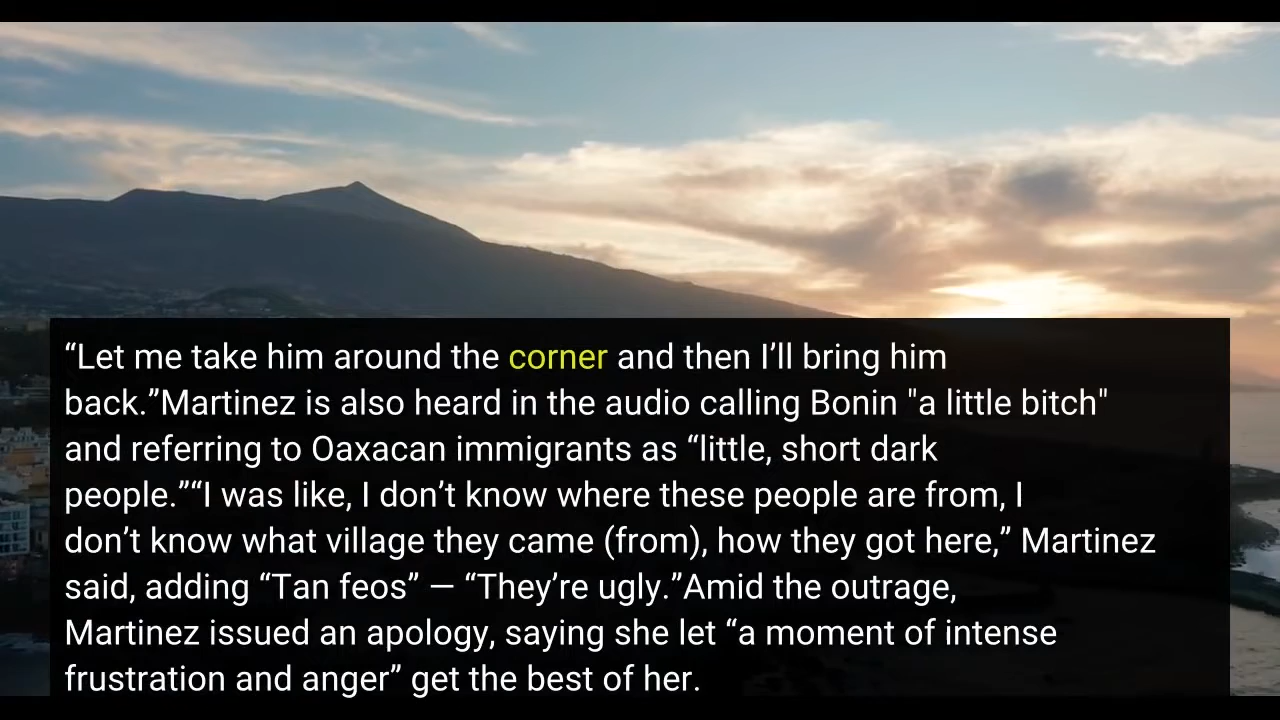 “Let me take him around the corner and then I’ll bring him
back.”Martinez is also heard in the audio calling Bonin "a little bitch"
and referring to Oaxacan immigrants as “little, short dark
people.”“I was like, I don’t know where these people are from, I
don’t know what village they came (from), how they got here,” Martinez
said, adding “Tan feos” — “They’re ugly.”Amid the outrage,
Martinez issued an apology, saying she let “a moment of intense
frustration and anger” get the best of her.